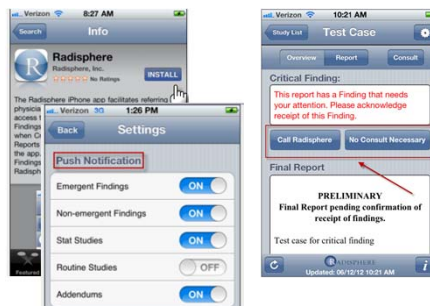 Verizon 8:27 AM
Search Info
Radisphere
Radisphere, Inc.
No Ratings
INSTALL
The Radisphere iPhone app facilitates referring
physicia
access t
Findings
when Cr
Reports
the app.
Findings
Radisph
Featured
Verizon 3G 1:26 PM
Back Settings
Push Notification
Emergent Findings ON
Non-emergent Findings ON
Stat Studies ON
Routine Studies OFF
Addendums ON
Verizon 10:21 AM
Study List Test Case
Overview Report Consult
Critical Finding:
This report has a Finding that needs
your attention. Please acknowledge
receipt of this Finding.
Call Radisphere No Consult Necessary
Final Report
PRELIMINARY
Final Report pending confirmation of
receipt of findings.
Test case for critical finding
RADISPHERE
Updated: 06/12/12 10:21 AM